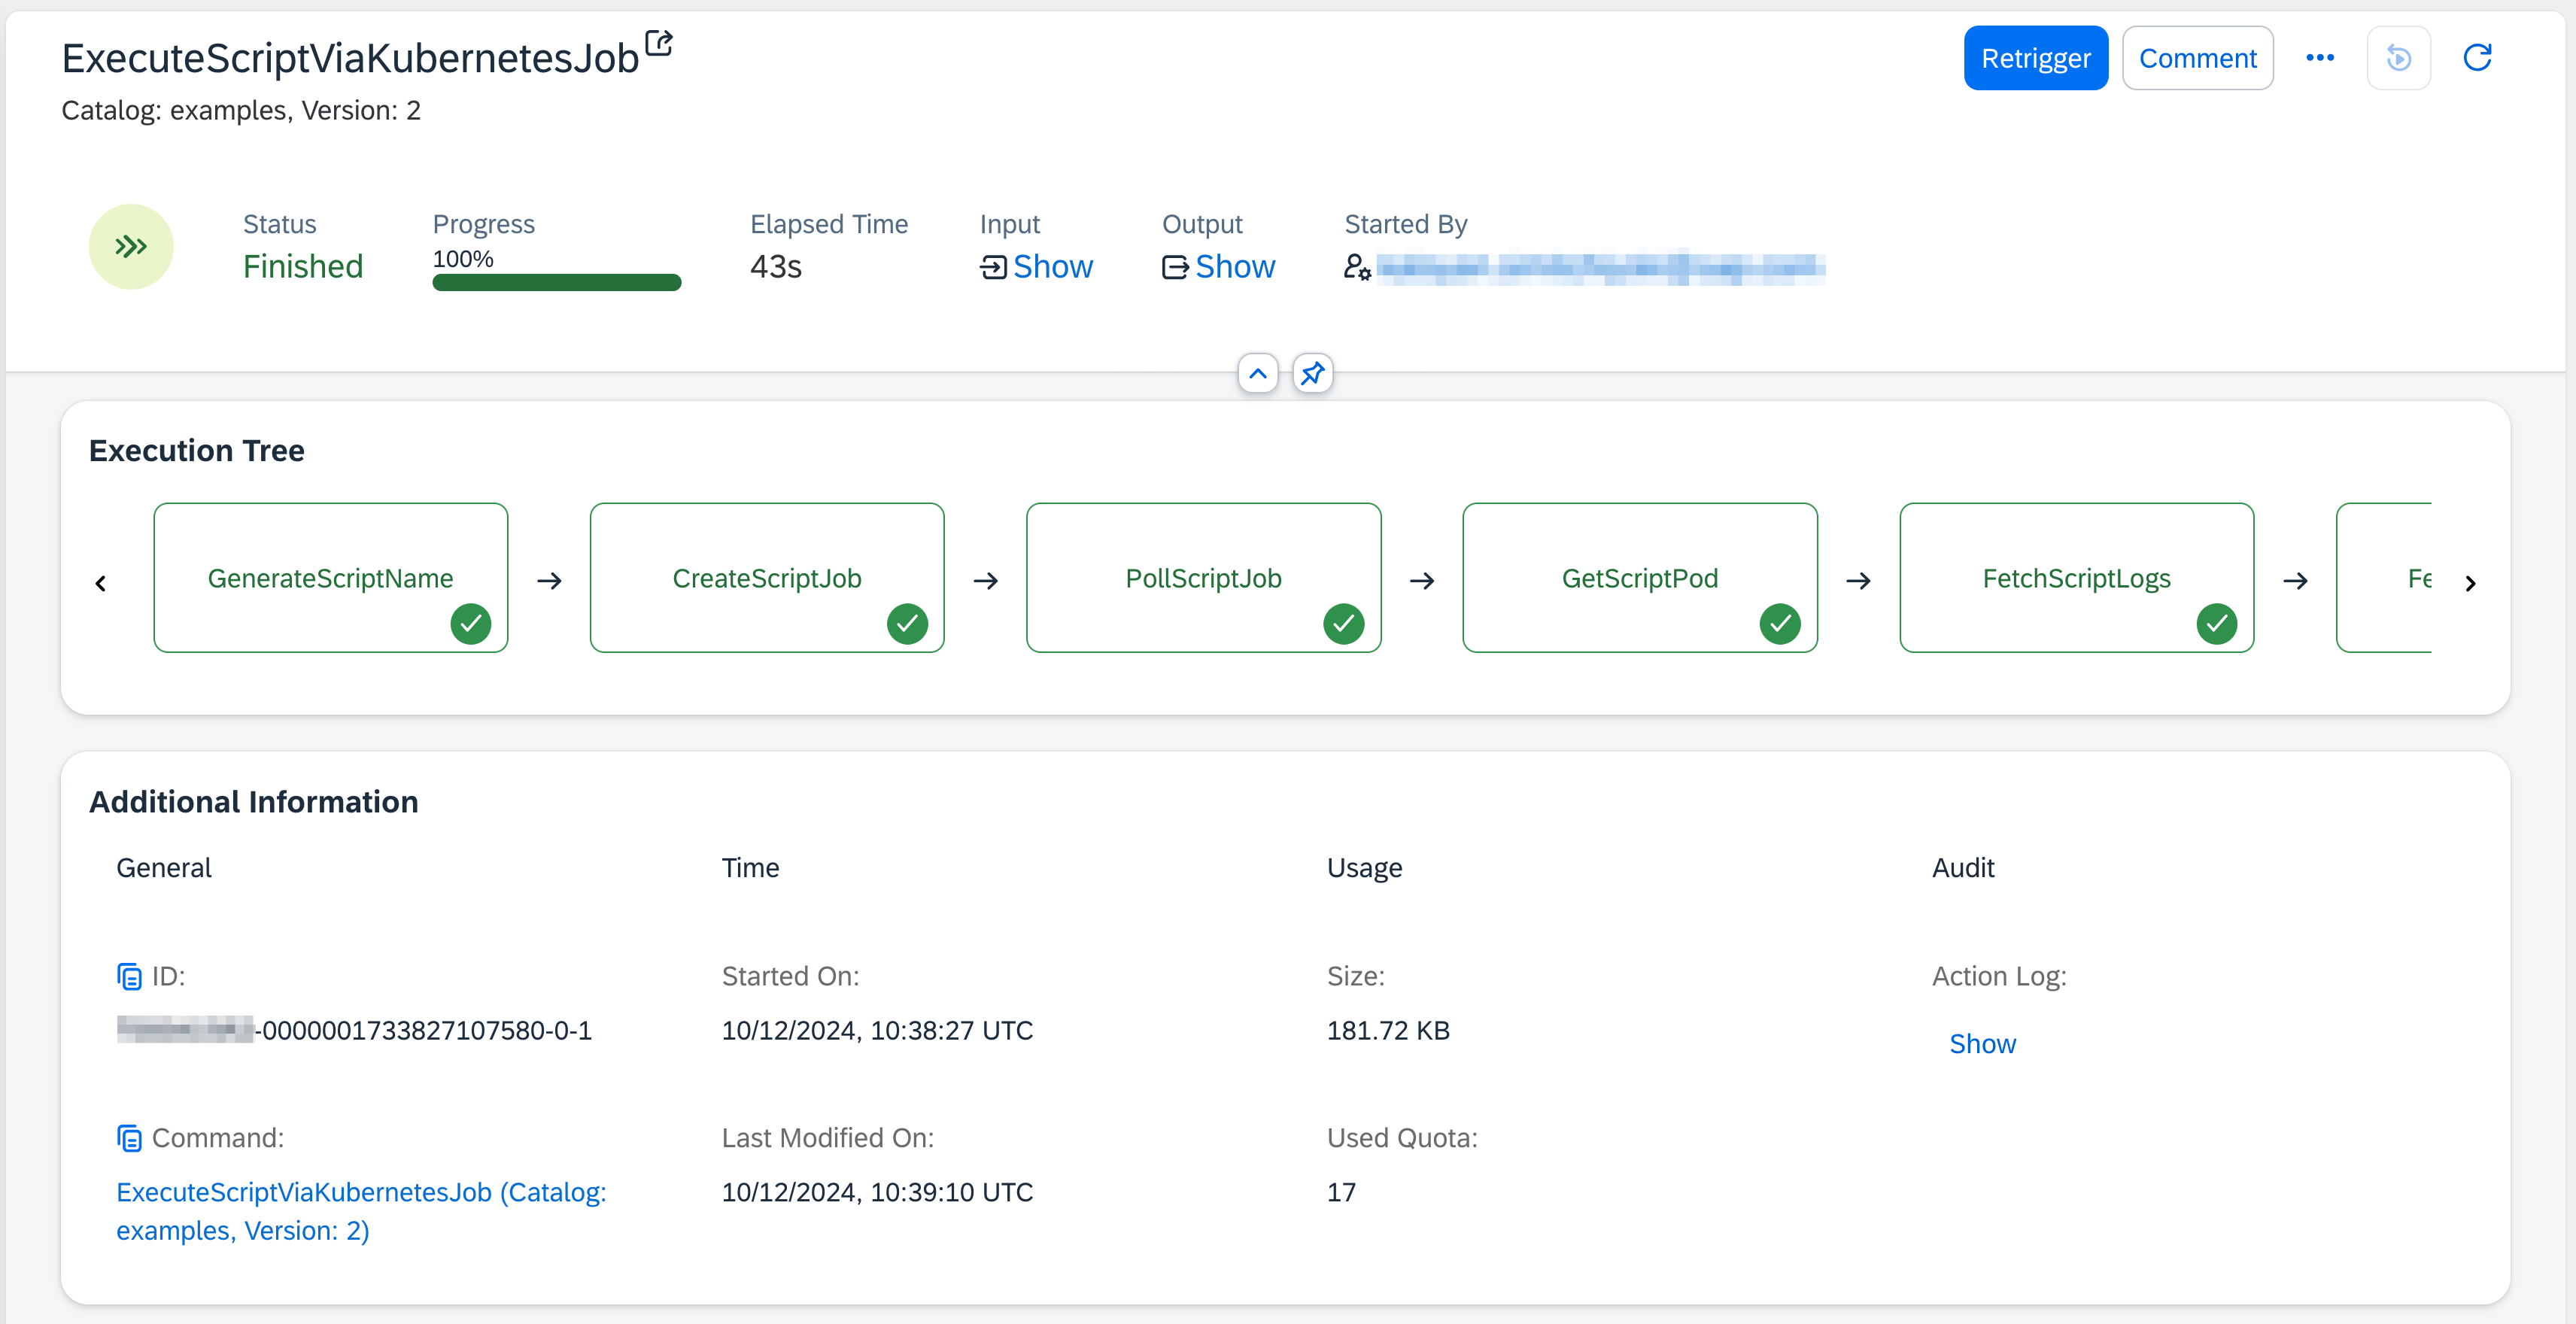 ExecuteScriptViaKubernetesJob
Catalog: examples, Version: 2
Retrigger
Comment
Status
Finished
Progress
100%
Elapsed Time
43s
Input
Show
Output
Show
Started By
Execution Tree
GenerateScriptName
CreateScriptJob
PollScriptJob
GetScriptPod
FetchScriptLogs
Fe
Additional Information
General
Time
Usage
Audit
ID:
Started On:
Size:
Action Log:
-0000001733827107580-0-1
10/12/2024, 10:38:27 UTC
181.72 KB
Show
Command:
Last Modified On:
Used Quota:
ExecuteScriptViaKubernetesJob (Catalog:
examples, Version: 2)
10/12/2024, 10:39:10 UTC
17